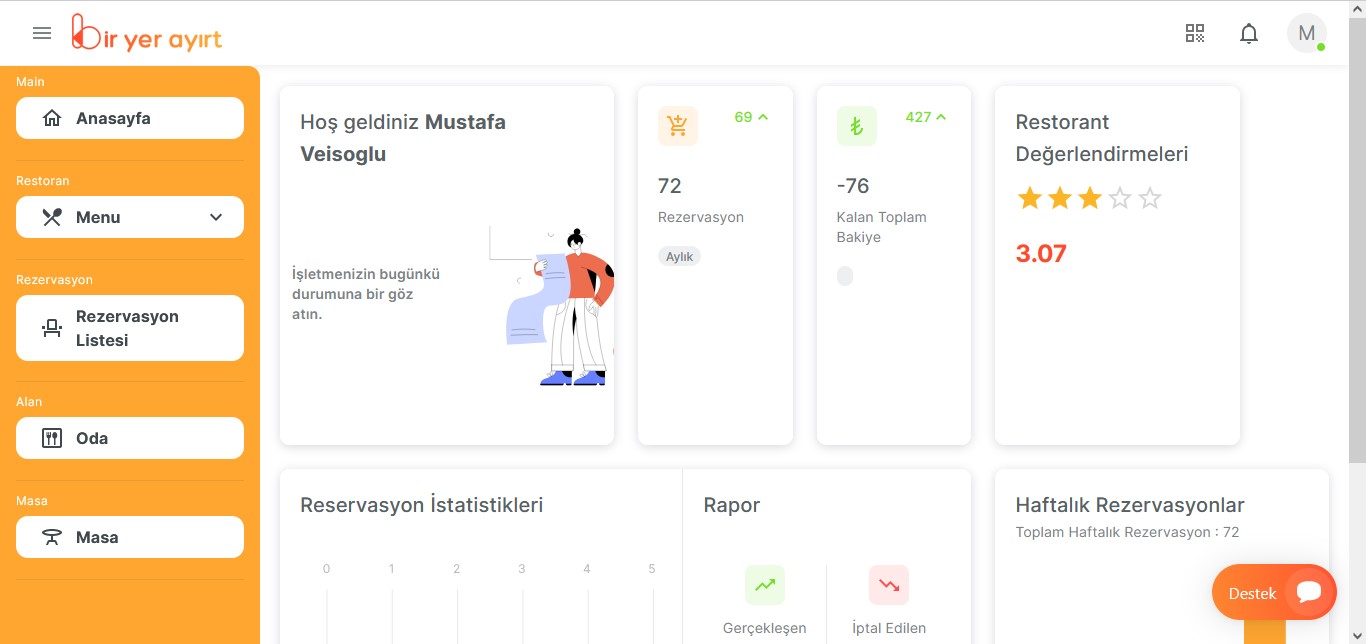 bir yer ayırt
M
Main
Anasayfa
Restoran
Menu
Rezervasyon
Rezervasyon
Listesi
Alan
Oda
Masa
Masa
Hoş geldiniz Mustafa
Veisoglu
İşletmenizin bugünkü
durumuna bir göz
atın.
69
72
Rezervasyon
Aylık
427
-76
Kalan Toplam
Bakiye
Restorant
Değerlendirmeleri
3.07
Reservasyon İstatistikleri
0 1 2 3 4 5
Rapor
Gerçekleşen
İptal Edilen
Haftalık Rezervasyonlar
Toplam Haftalık Rezervasyon : 72
Destek